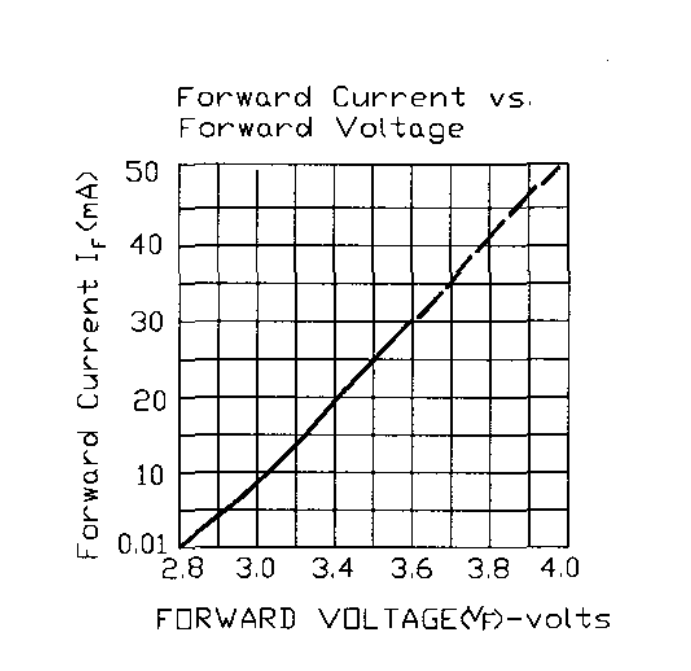 Forward Current vs.
Forward Voltage
Forward Current IF(mA)
50
40
30
20
10
0.01
2.8 3.0 3.4 3.6 3.8 4.0
FORWARD VOLTAGE(VF)-volts